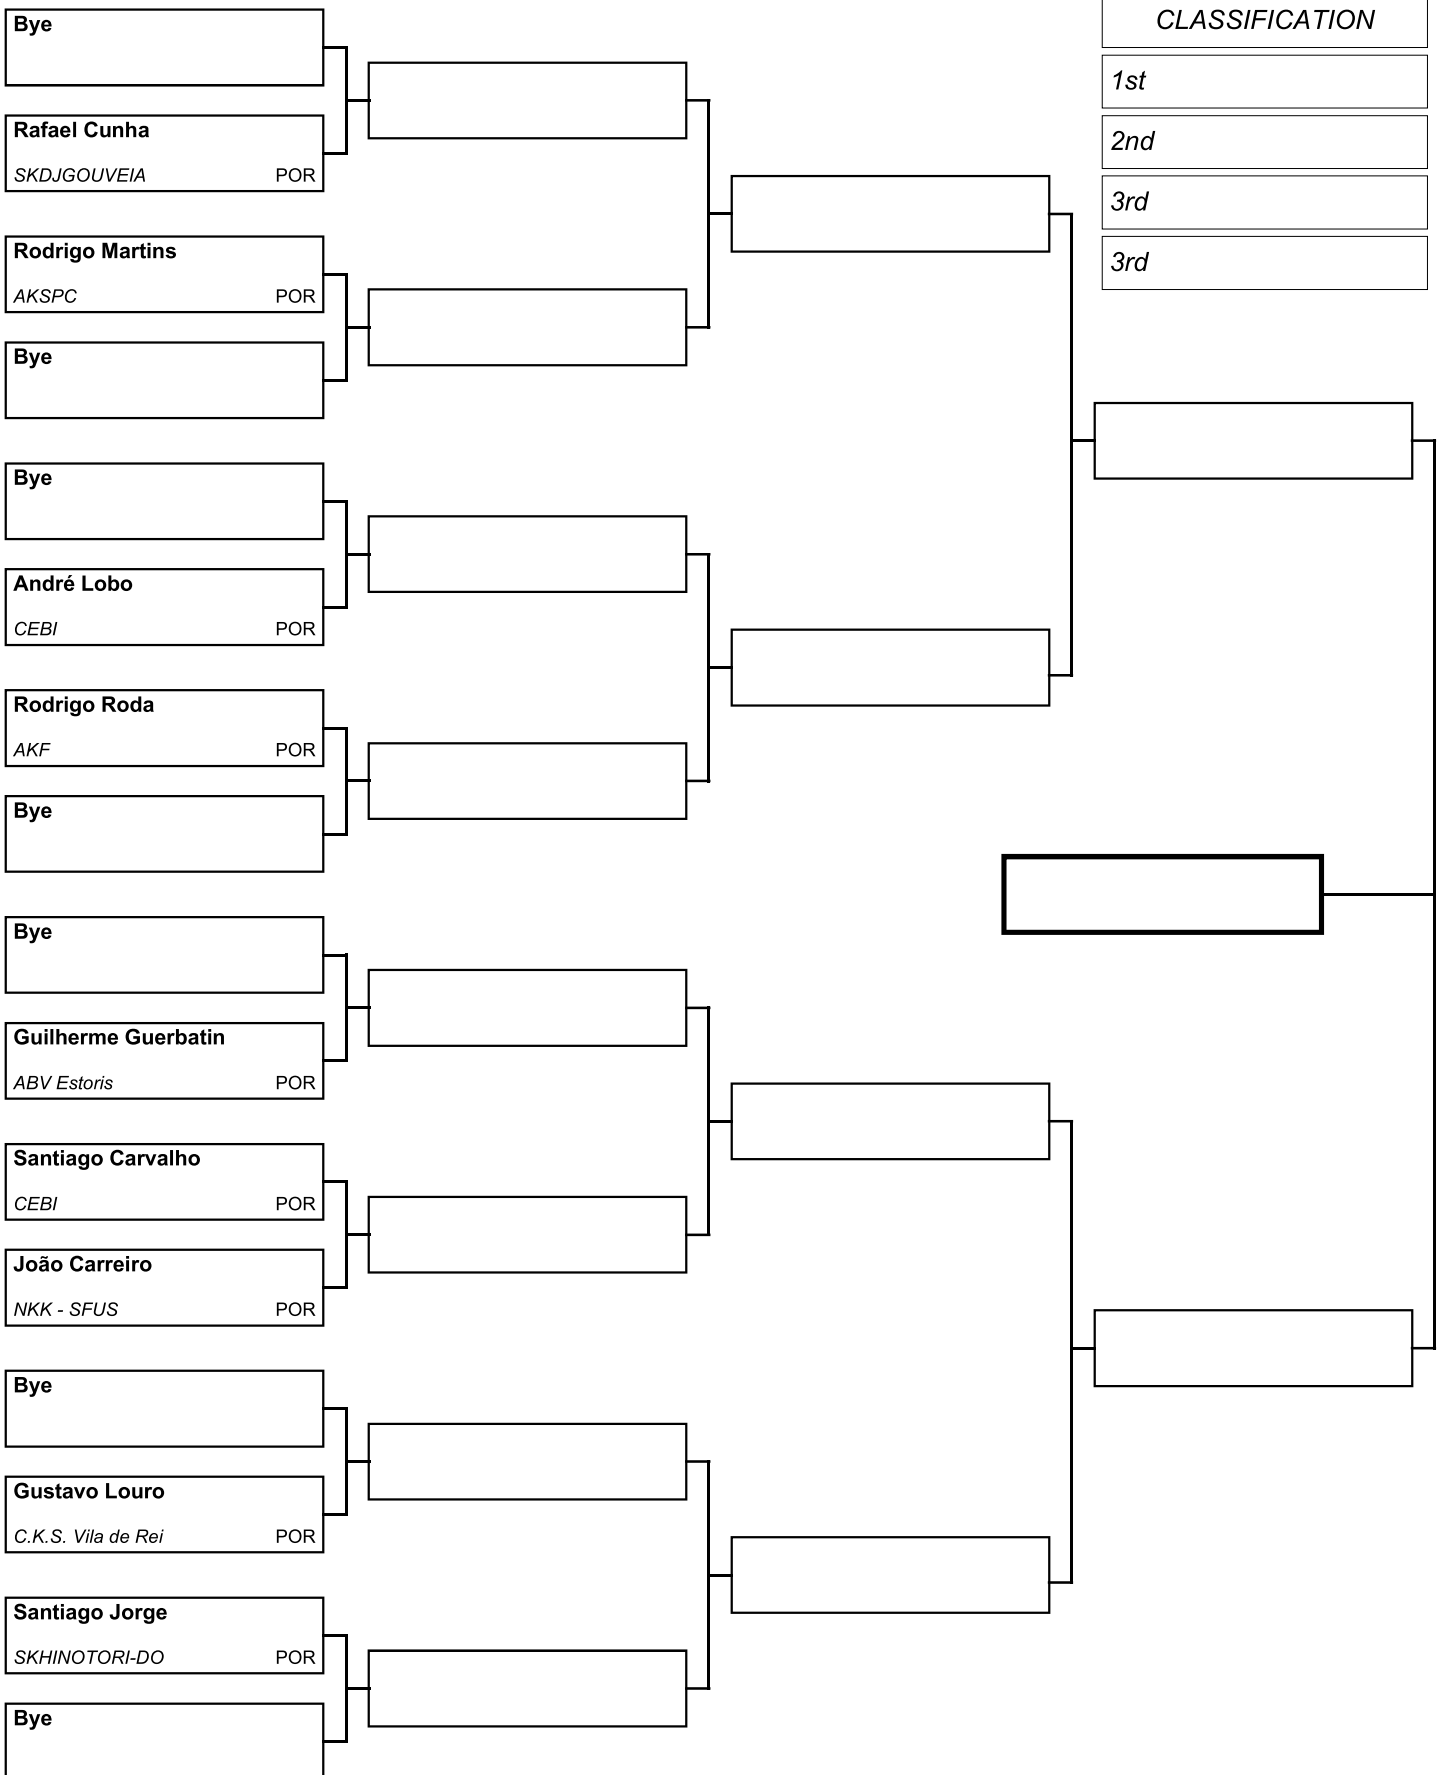 Bye
Rafael Cunha
SKDJGOUVEIA POR
Rodrigo Martins
AKSPC POR
Bye
Bye
André Lobo
CEBI POR
Rodrigo Roda
AKF POR
Bye
Bye
Guilherme Guerbatin
ABV Estoris POR
Santiago Carvalho
CEBI POR
João Carreiro
NKK - SFUS POR
Bye
Gustavo Louro
C.K.S. Vila de Rei POR
Santiago Jorge
SKHINOTORI-DO POR
Bye
CLASSIFICATION
1st
2nd
3rd
3rd